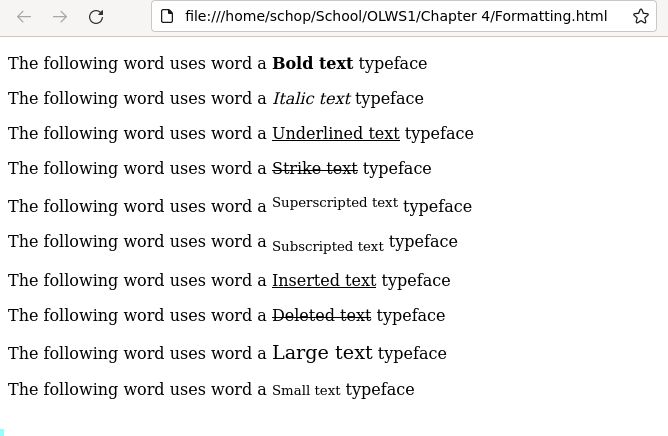 file:///home/schop/School/OLWS1/Chapter 4/Formatting.html
The following word uses word a Bold text typeface
The following word uses word a Italic text typeface
The following word uses word a Underlined text typeface
The following word uses word a Strike text typeface
The following word uses word a Superscripted text typeface
The following word uses word a Subscripted text typeface
The following word uses word a Inserted text typeface
The following word uses word a Deleted text typeface
The following word uses word a Large text typeface
The following word uses word a Small text typeface